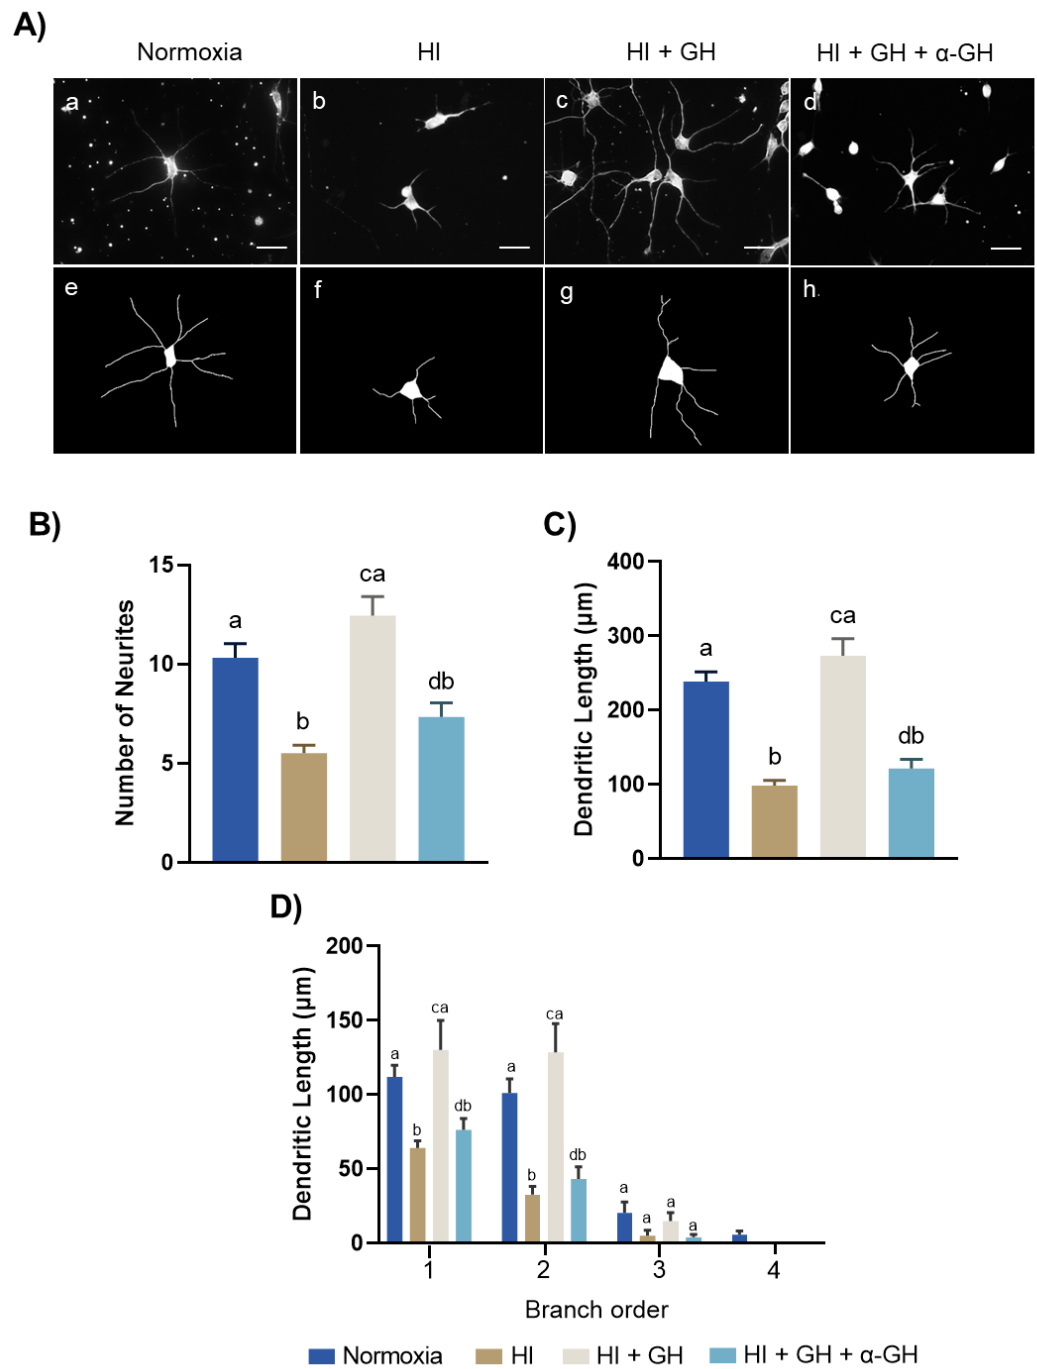 A)
Normoxia HI HI + GH HI + GH + α-GH
a b c d
e f g h
B) C)
15
10
5
0
Number of Neurites
a b ca db
400
300
200
100
0
Dendritic Length (µm)
a b ca db
D)
200
150
100
50
0
Dendritic Length (µm)
a b ca db
a b ca db
a a a a
1 2 3 4
Branch order
Normoxia HI HI + GH HI + GH + α-GH